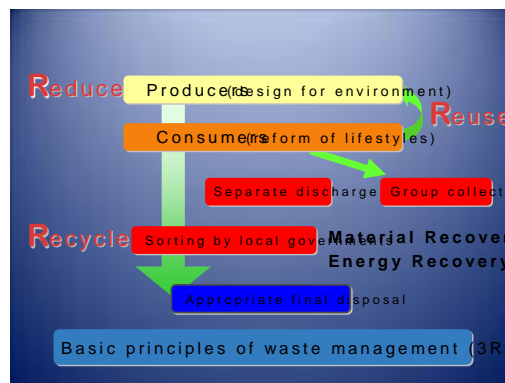 Reduce
Producers (design for environment)
Reuse
Consumers (reform of lifestyles)
Separate discharge
Group collect
Recycle
Sorting by local governments
Material Recover
Energy Recovery
Appropriate final disposal
Basic principles of waste management (3R